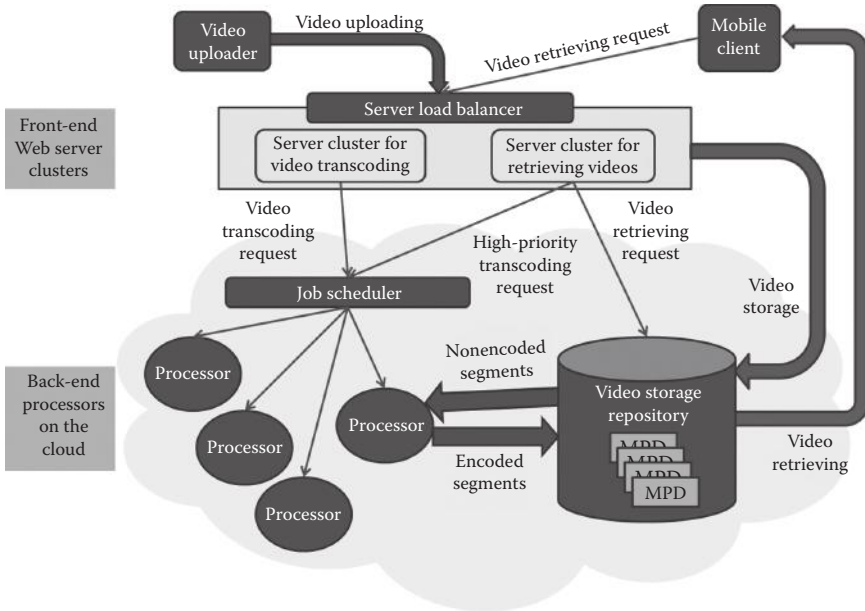 Video
uploader
Video uploading
Video retrieving request
Mobile
client
Server load balancer
Front-end
Web server
clusters
Server cluster for
video transcoding
Server cluster for
retrieving videos
Video
transcoding
request
High-priority
transcoding
request
Video
retrieving
request
Video
storage
Job scheduler
Back-end
processors
on the
cloud
Processor
Processor
Processor
Processor
Nonencoded
segments
Encoded
segments
Video storage
repository
MPD
MPD
MPD
MPD
Video
retrieving